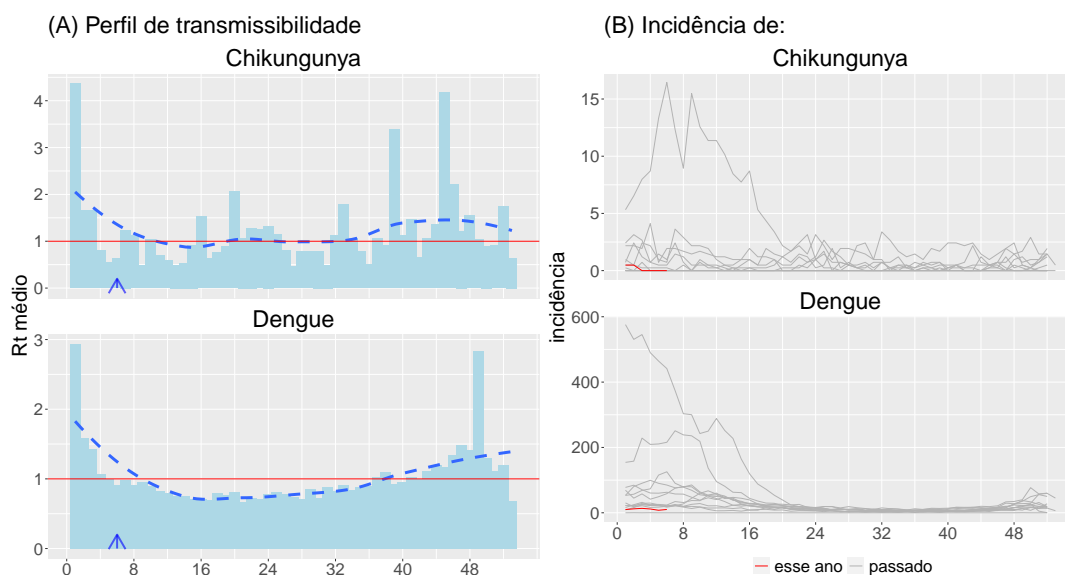 (A) Perfil de transmissibilidade
Chikungunya
4
3
2
1
0
Dengue
3
2
1
0
0 8 16 24 32 40 48
Rt médio
(B) Incidência de:
Chikungunya
15
10
5
0
Dengue
600
400
200
0
0 8 16 24 32 40 48
incidência
esse ano passado